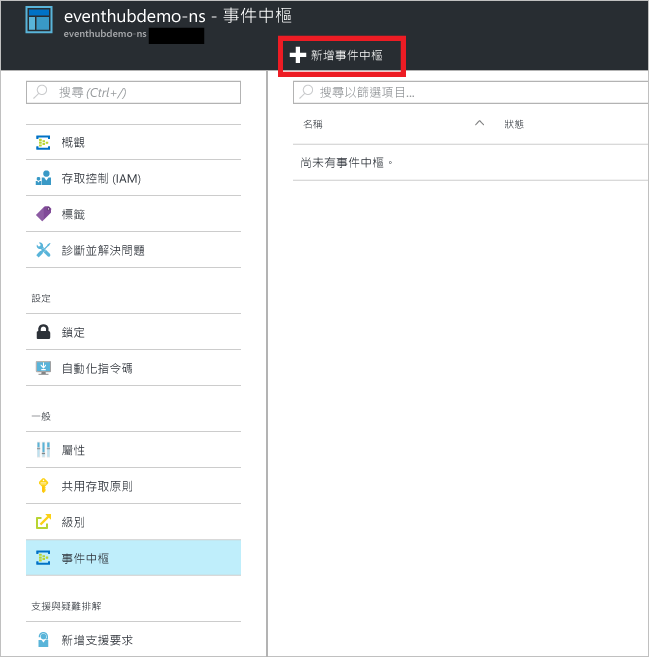 eventhubdemo-ns - 事件中樞
eventhubdemo-ns
新增事件中樞
搜尋 (Ctrl+/)
概觀
存取控制 (IAM)
標籤
診斷並解決問題
設定
鎖定
自動化指令碼
一般
屬性
共用存取原則
級別
事件中樞
支援與疑難排解
新增支援要求
搜尋以篩選項目...
名稱 狀態
尚未有事件中樞。